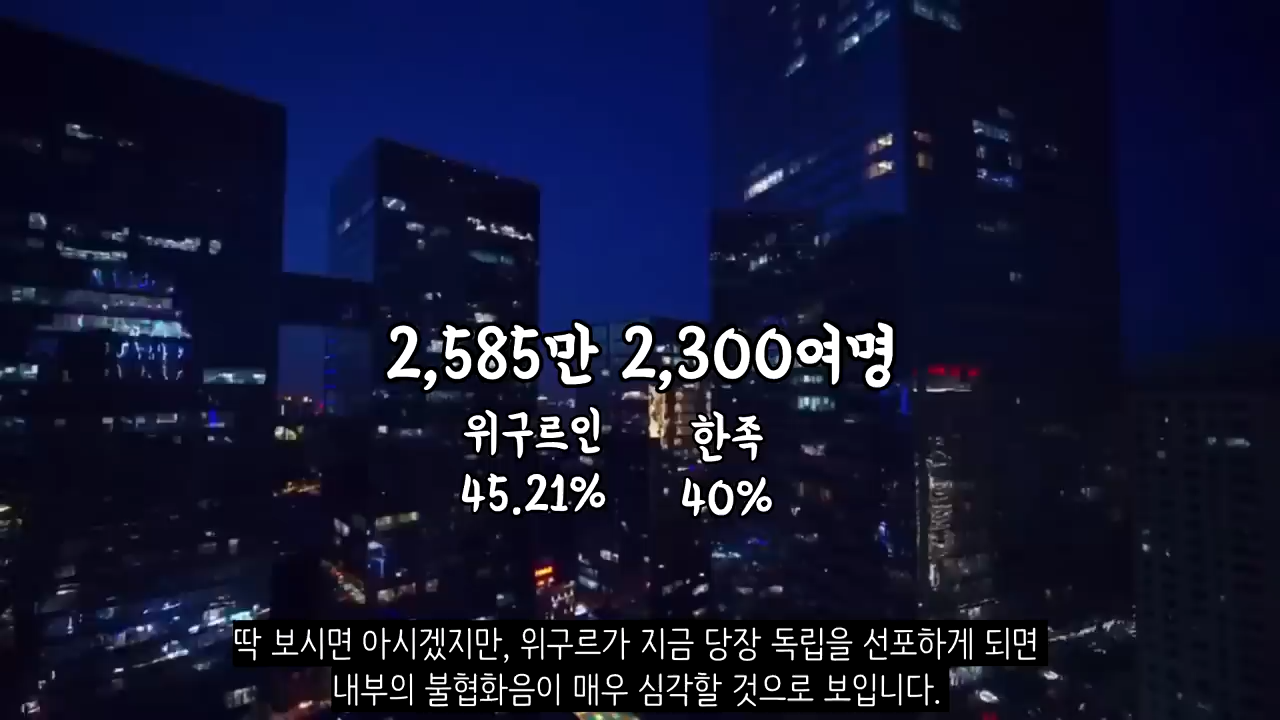 2,585만 2,300여명
위구르인 한족
45.21% 40%
딱 보시면 아시겠지만, 위구르가 지금 당장 독립을 선포하게 되면
내부의 불협화음이 매우 심각할 것으로 보입니다.